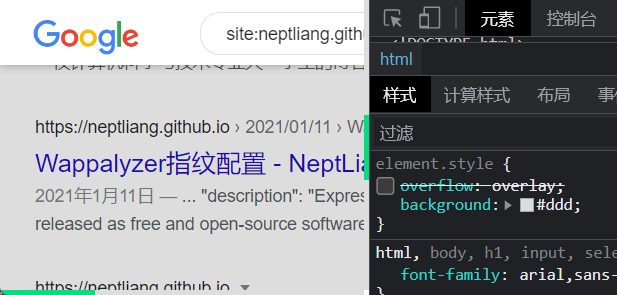 Google
site:neptliang.githu
https://neptliang.github.io › 2021/01/11 › Wa
Wappalyzer指纹配置 - NeptLia
2021年1月11日 — ... "description": "Expres
released as free and open-source software
https://neptliang.github.io
元素
控制台
<!DOCTYPE html>
html
样式
计算样式
布局
事件
过滤
element.style {
overflow: overlay;
background: #ddd;
}
html, body, h1, input, sele
font-family: arial,sans-
}